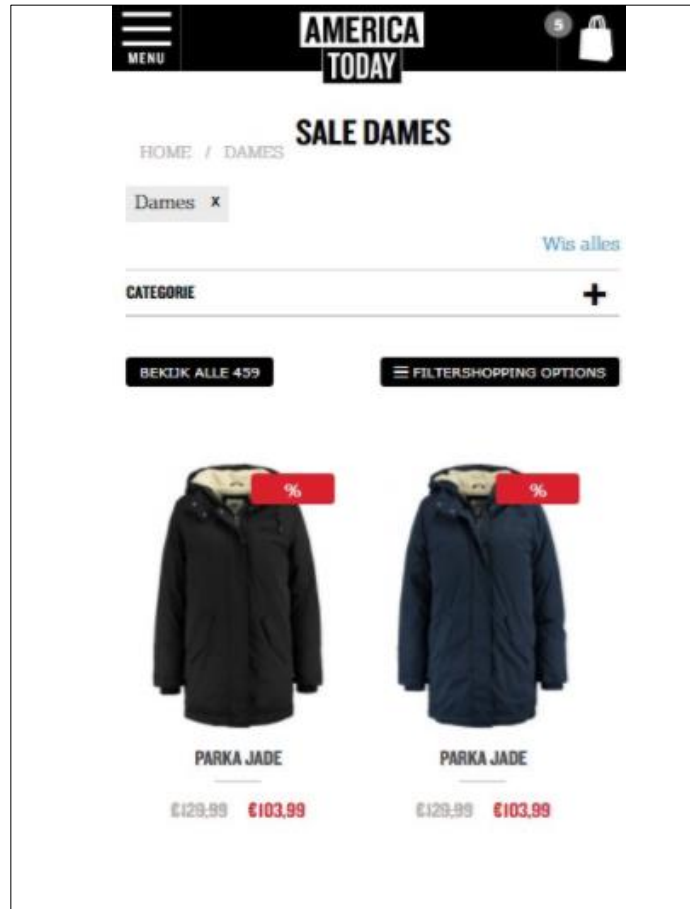 MENU
AMERICA
TODAY
5
SALE DAMES
HOME / DAMES
Dames x
Wis alles
CATEGORIE
BEKIJK ALLE 459
FILTERSHOPPING OPTIONS
% %
PARKA JADE PARKA JADE
€129,99 €103,99 €129,99 €103,99